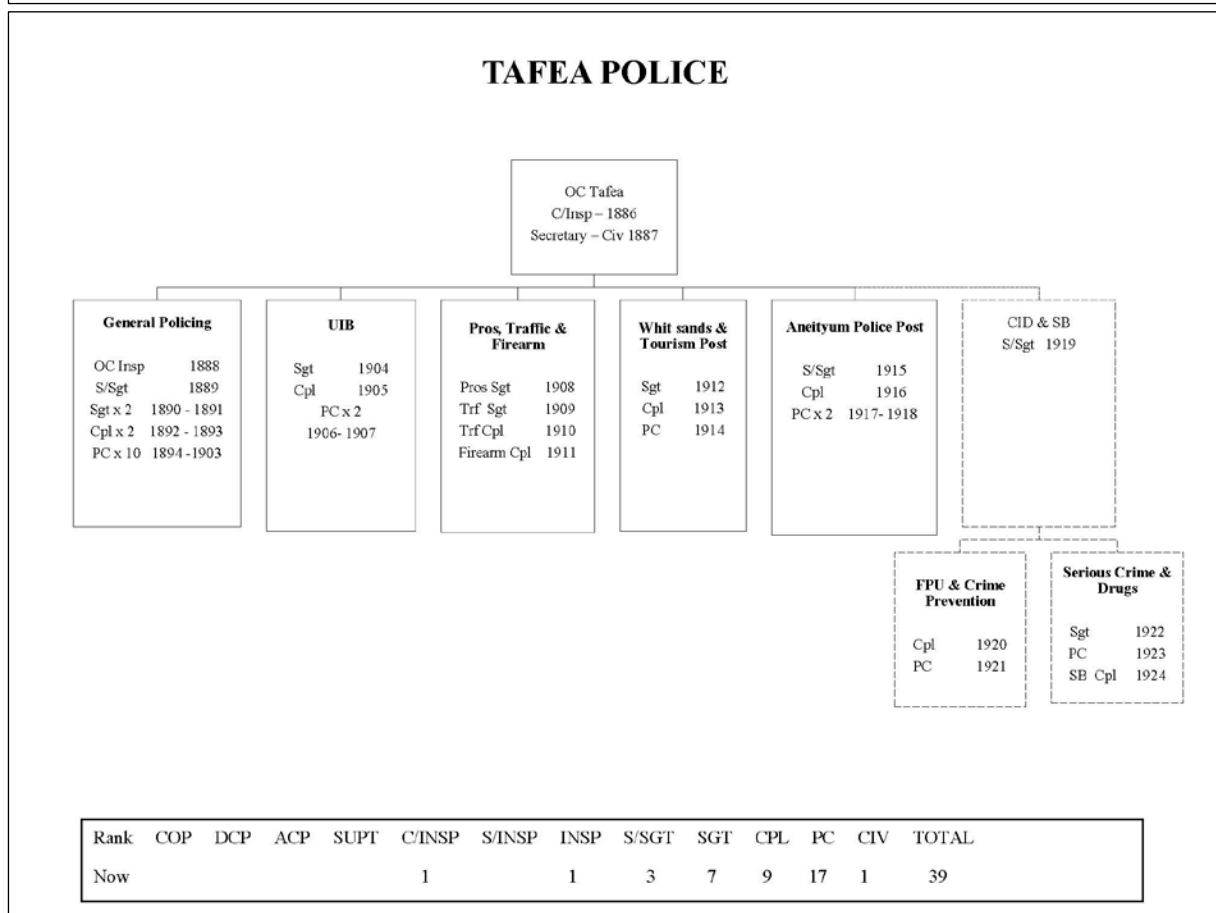 TAFEA POLICE
OC Tafea
C/Insp – 1886
Secretary – Civ 1887
General Policing
OC Insp 1888
S/Sgt 1889
Sgt x 2 1890 - 1891
Cpl x 2 1892 - 1893
PC x 10 1894 -1903
UIB
Sgt 1904
Cpl 1905
PC x 2
1906- 1907
Pros, Traffic &
Firearm
Pros Sgt 1908
Trf Sgt 1909
Trf Cpl 1910
Firearm Cpl 1911
Whit sands &
Tourism Post
Sgt 1912
Cpl 1913
PC 1914
Aneityum Police Post
S/Sgt 1915
Cpl 1916
PC x 2 1917- 1918
CID & SB
S/Sgt 1919
FPU & Crime
Prevention
Cpl 1920
PC 1921
Serious Crime &
Drugs
Sgt 1922
PC 1923
SB Cpl 1924
Rank COP DCP ACP SUPT C/INSP S/INSP INSP S/SGT SGT CPL PC CIV TOTAL
Now 1 1 3 7 9 17 1 39